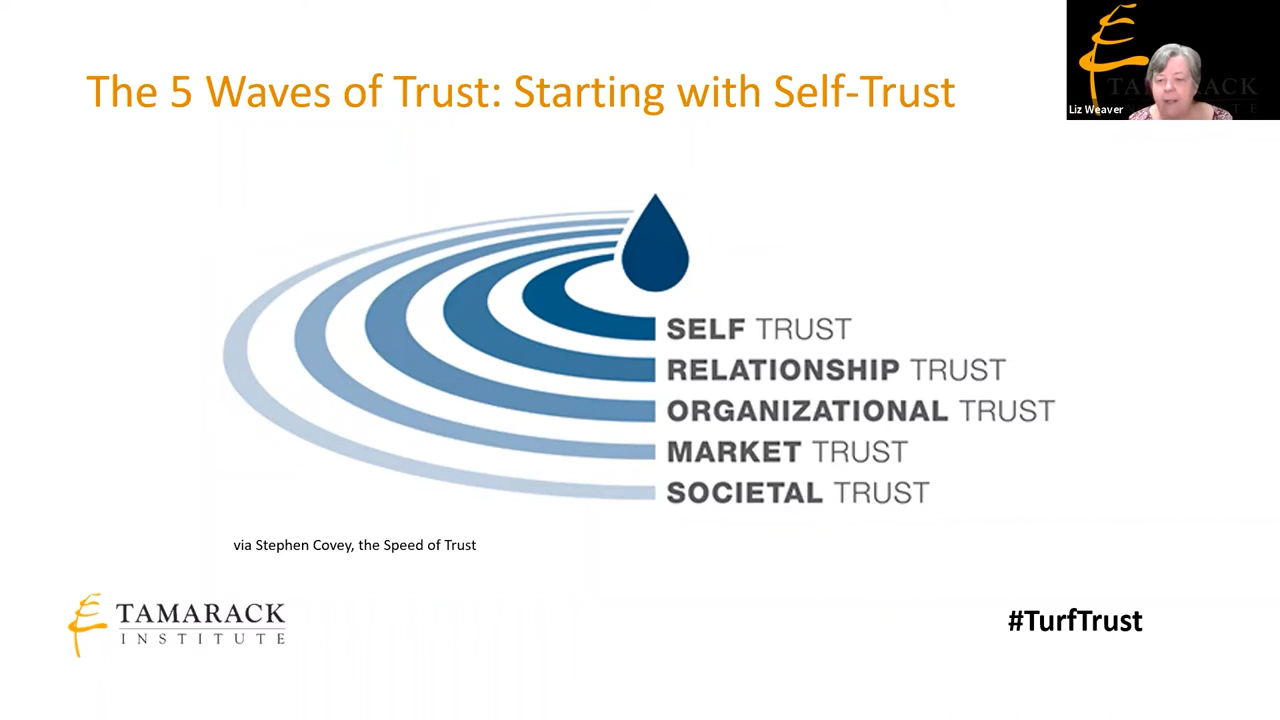 The 5 Waves of Trust: Starting with Self-Trust
TAMARACK
Liz Weaver
SELF TRUST
RELATIONSHIP TRUST
ORGANIZATIONAL TRUST
MARKET TRUST
SOCIETAL TRUST
via Stephen Covey, the Speed of Trust
TAMARACK
INSTITUTE
#TurfTrust